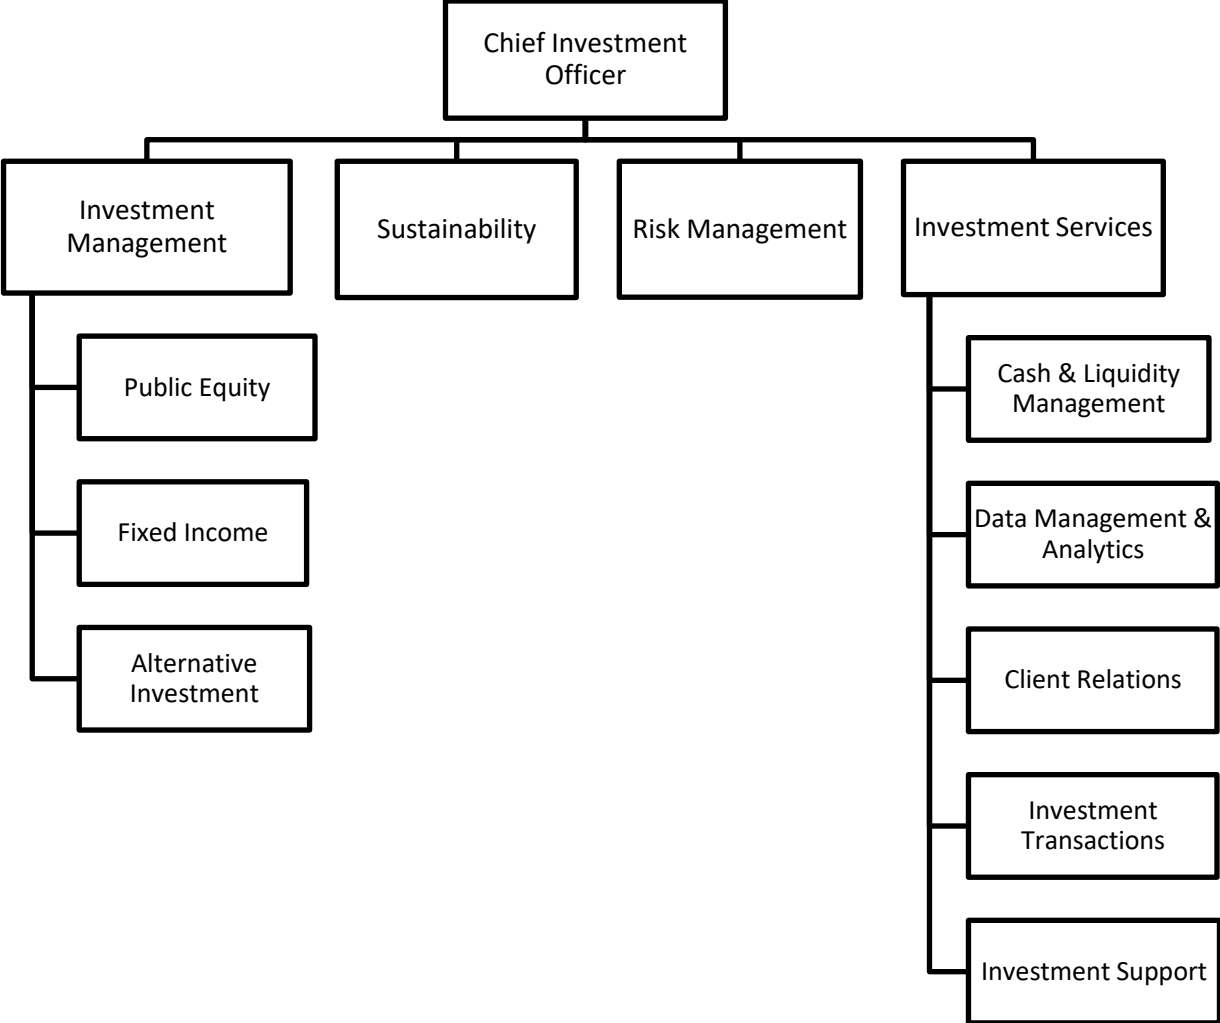 Chief Investment
Officer
Investment
Management
Sustainability
Risk Management
Investment Services
Public Equity
Fixed Income
Alternative
Investment
Cash & Liquidity
Management
Data Management &
Analytics
Client Relations
Investment
Transactions
Investment Support